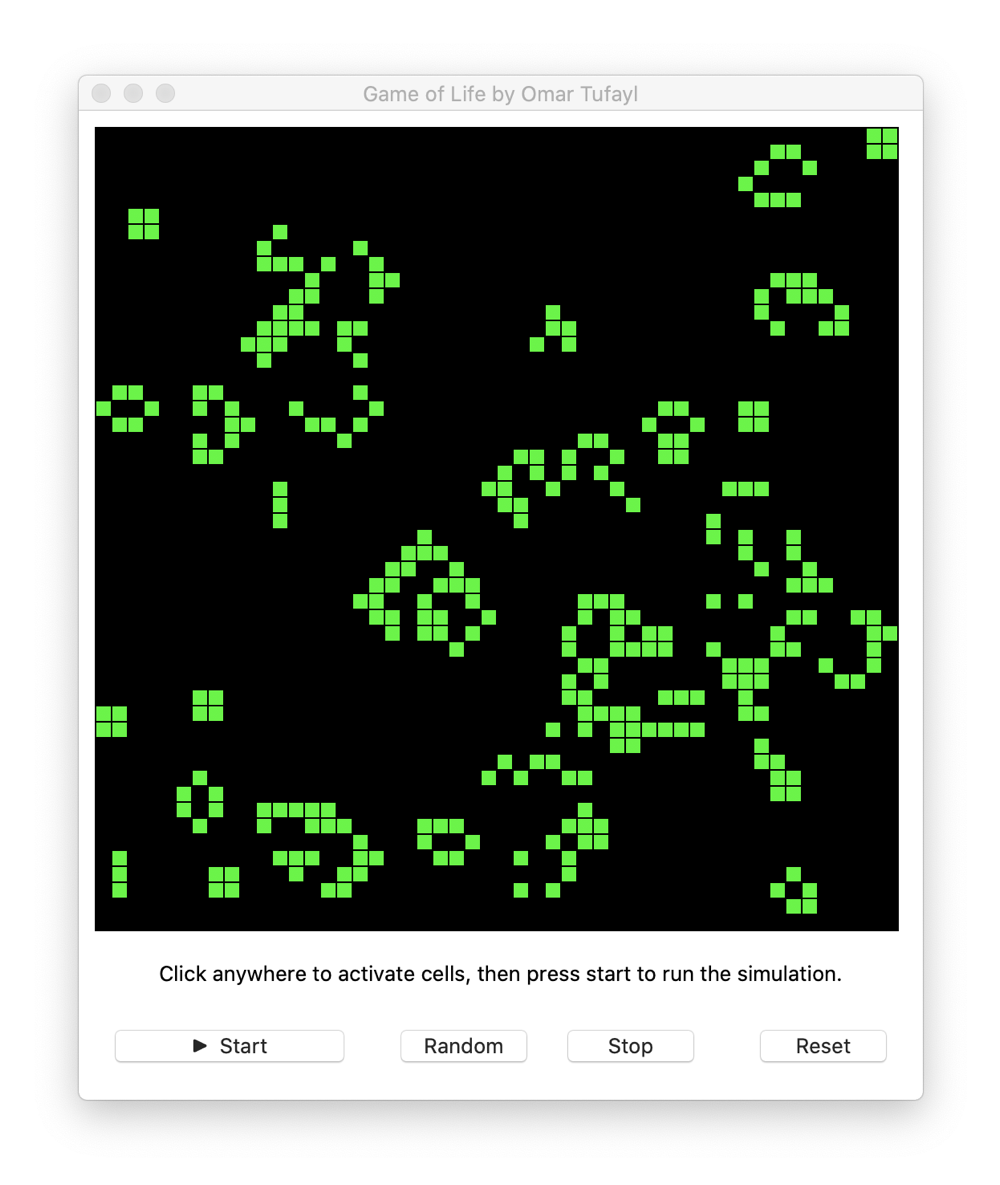 Game of Life by Omar Tufayl
Click anywhere to activate cells, then press start to run the simulation.
▶ Start Random Stop Reset